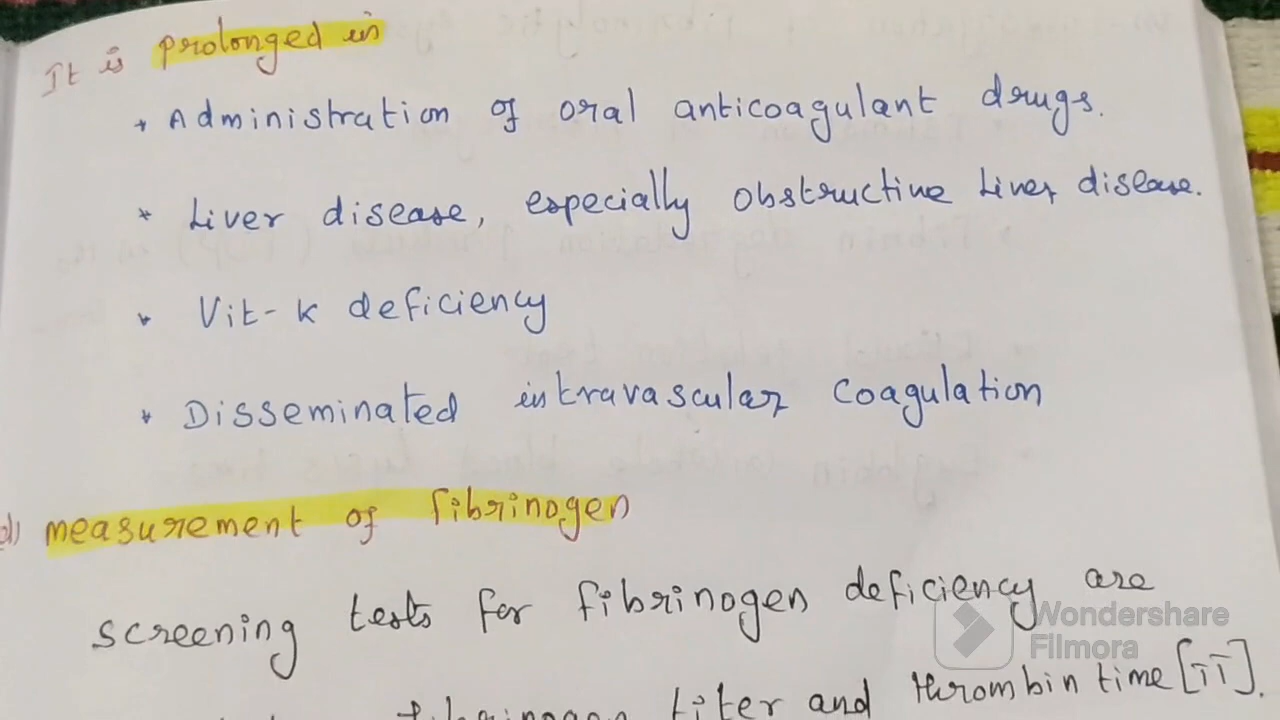 It is prolonged in
* Administration of oral anticoagulant drugs.
* Liver disease, especially obstructive Liver disease.
* Vit-K deficiency
* Disseminated intravascular coagulation
d) measurement of fibrinogen
screening tests for fibrinogen deficiency are
fibrinogen titer and thrombin time [TT].
Wondershare
Filmora